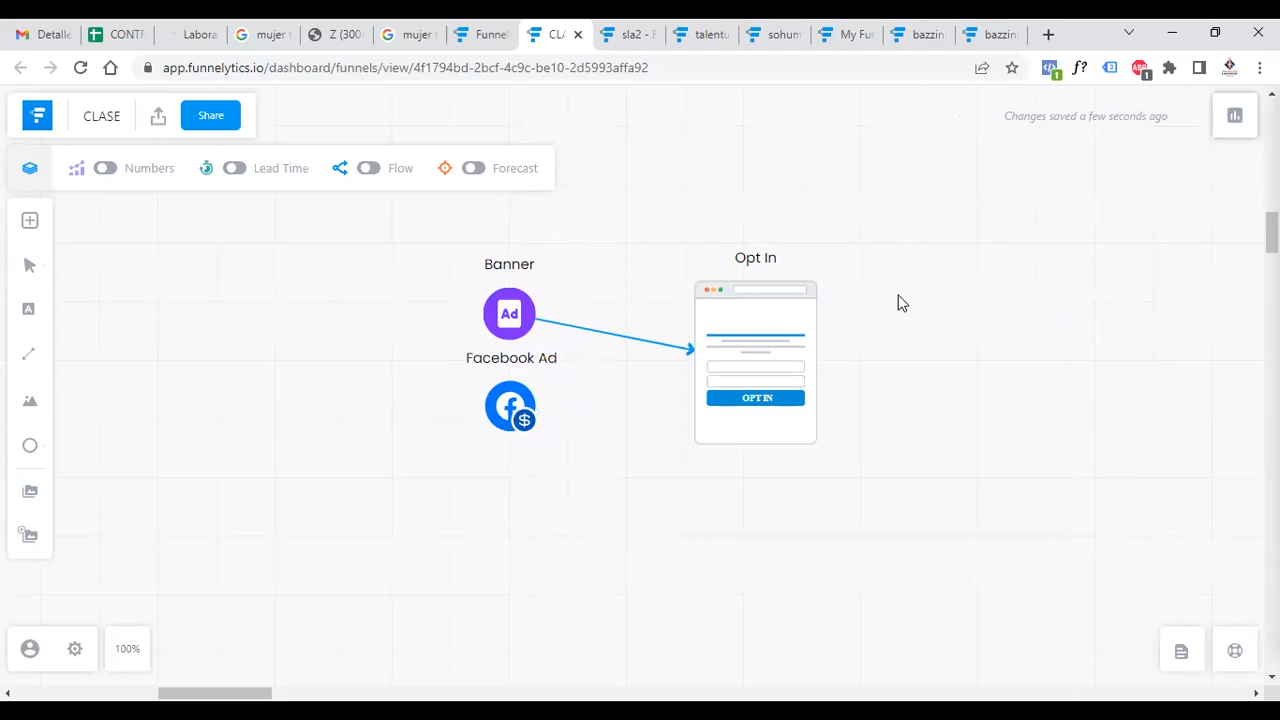 Detalle
CONTF
Labora
mujer t
Z (300
mujer t
Funnel
CLA
sla2 - F
talentu
sohum
My Fur
bazzin
bazzin
app.funnelytics.io/dashboard/funnels/view/4f1794bd-2bcf-4c9c-be10-2d5993affa92
CLASE
Share
Changes saved a few seconds ago
Numbers
Lead Time
Flow
Forecast
Banner
Opt In
Ad
Facebook Ad
OPT IN
100%